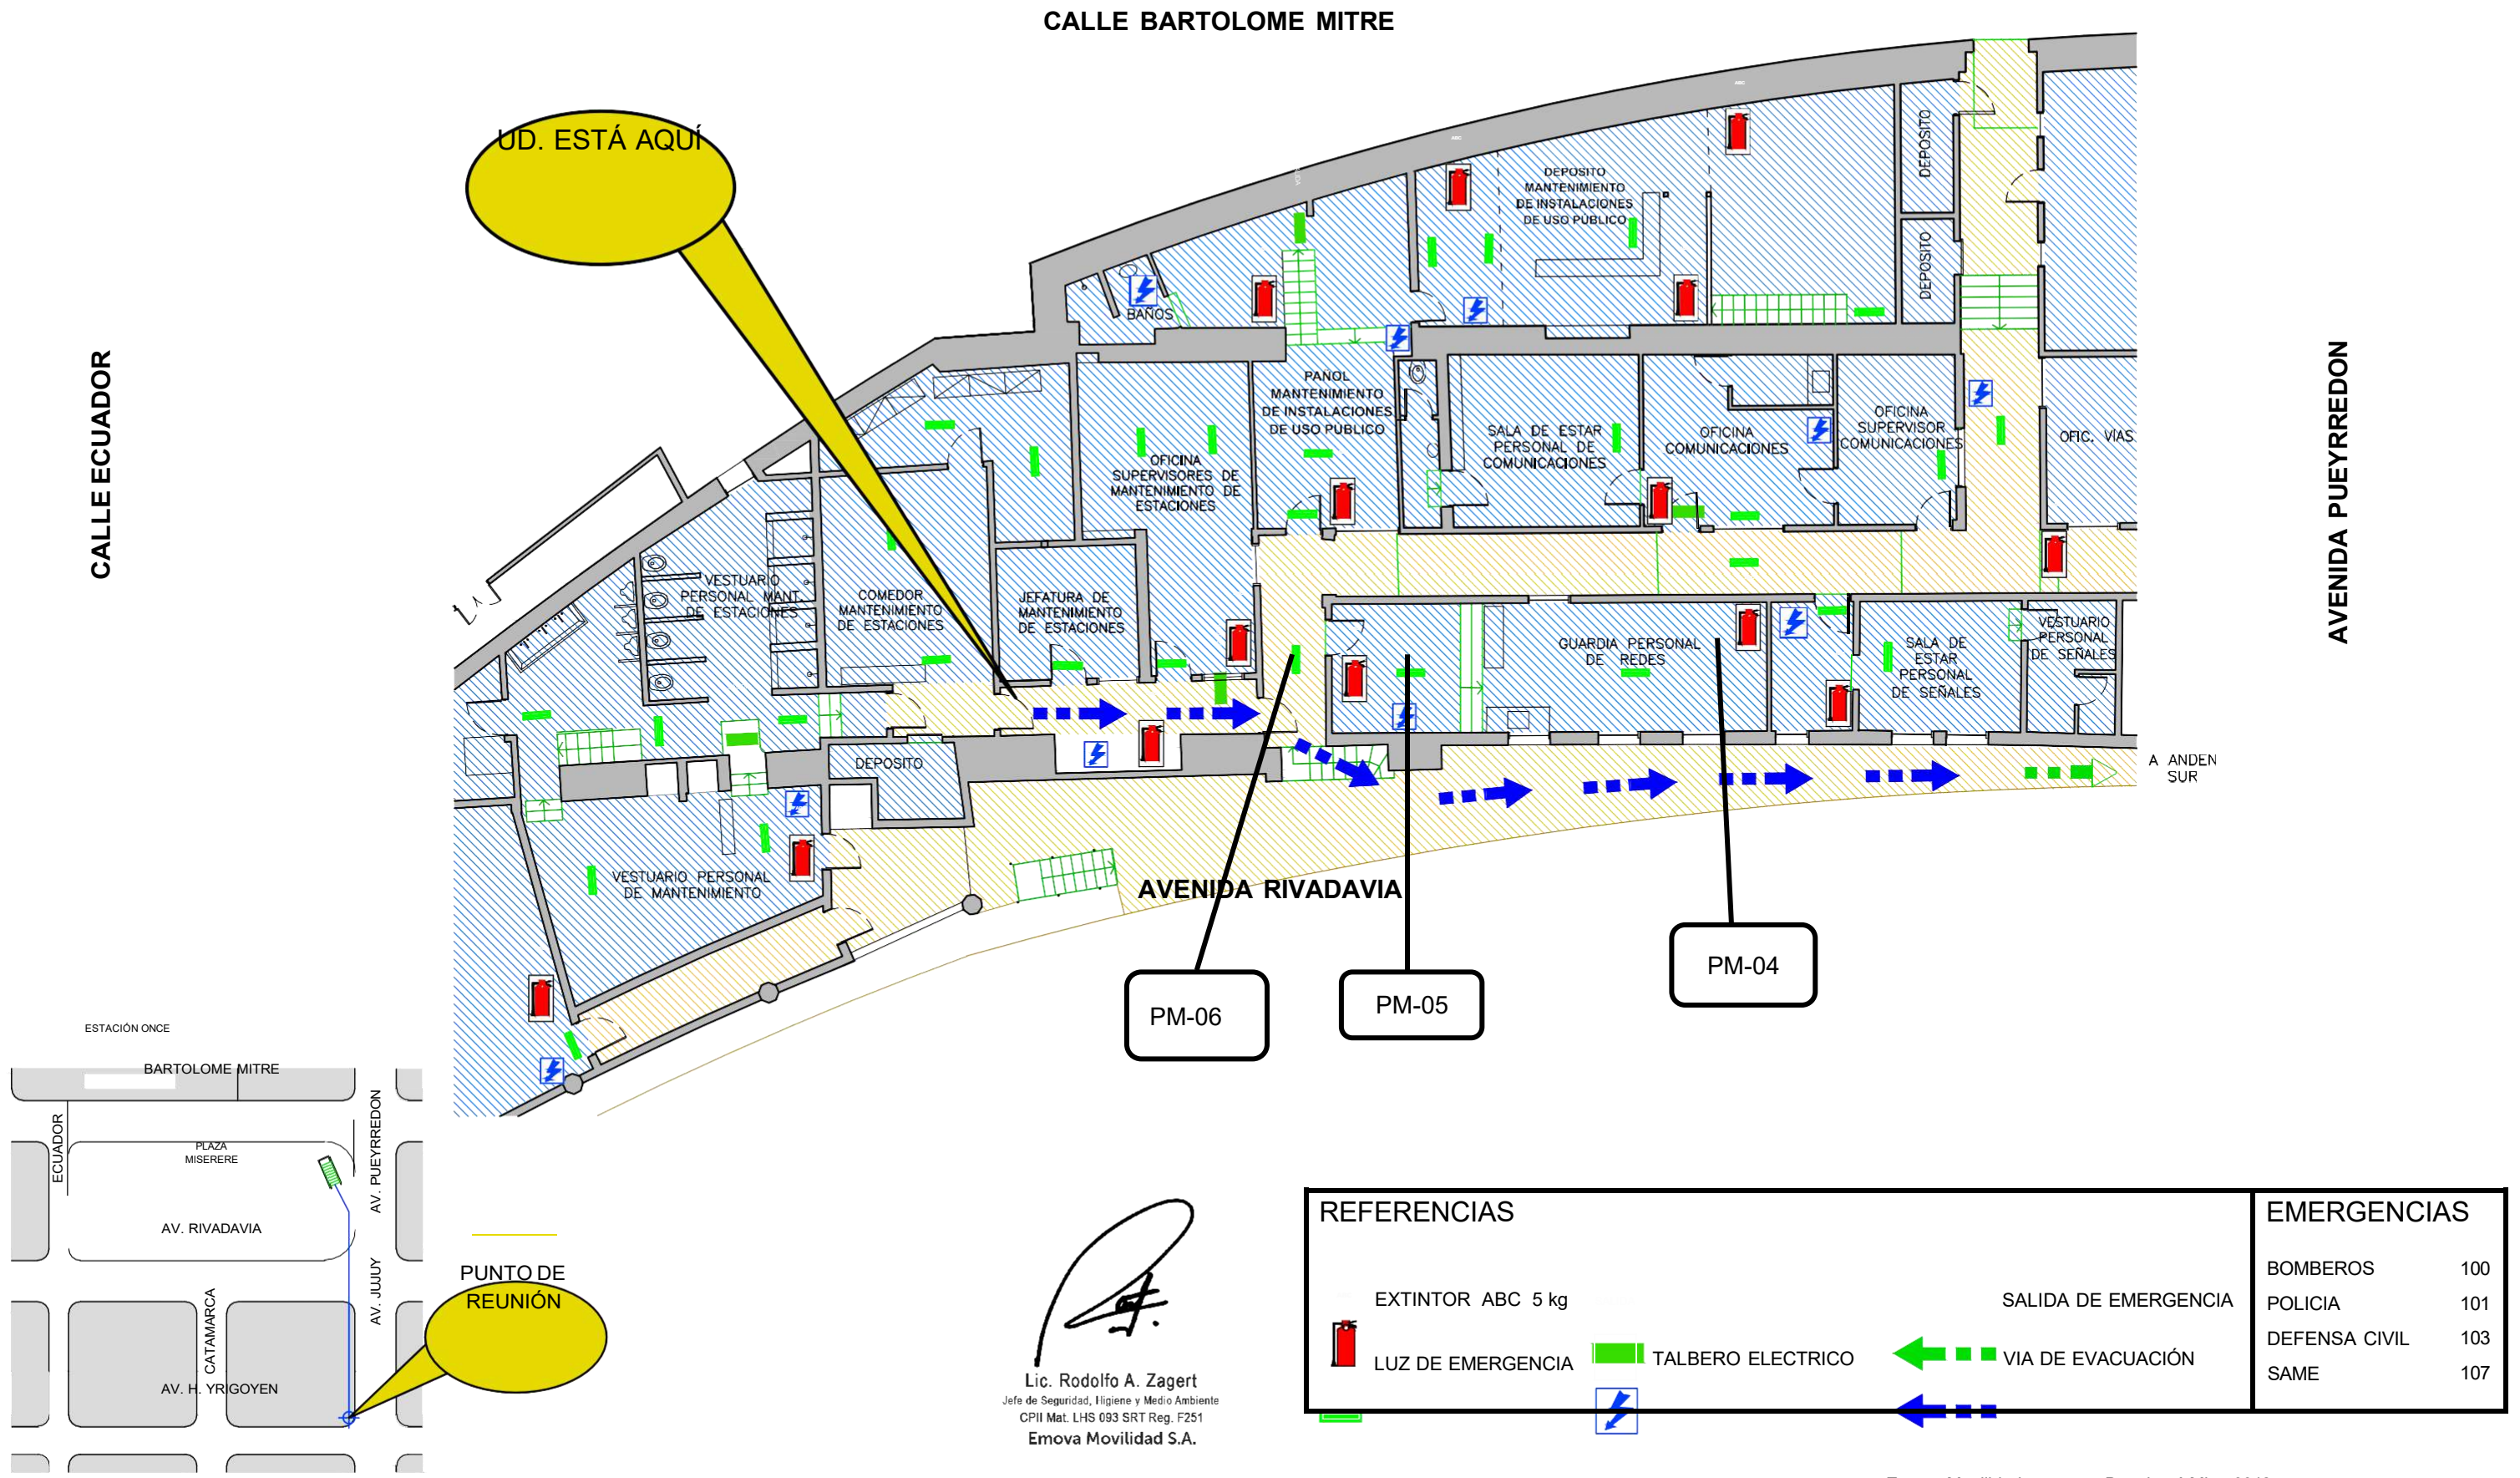 CALLE BARTOLOME MITRE
UD. ESTÁ AQUÍ
CALLE ECUADOR
AVENIDA PUEYRREDON
ABC
ABC
DEPOSITO
MANTENIMIENTO
DE INSTALACIONES
DE USO PÚBLICO
DEPOSITO
DEPOSITO
BAÑOS
PAÑOL
MANTENIMIENTO
DE INSTALACIONES
DE USO PUBLICO
SALA DE ESTAR
PERSONAL DE
COMUNICACIONES
OFICINA
COMUNICACIONES
OFICINA
SUPERVISOR
COMUNICACIONES
OFIC. VÍAS
OFICINA
SUPERVISORES DE
MANTENIMIENTO DE
ESTACIONES
VESTUARIO
PERSONAL MANT.
DE ESTACIONES
COMEDOR
MANTENIMIENTO
DE ESTACIONES
JEFATURA DE
MANTENIMIENTO
DE ESTACIONES
GUARDIA PERSONAL
DE REDES
SALA DE
ESTAR
PERSONAL
DE SEÑALES
VESTUARIO
PERSONAL
DE SEÑALES
DEPOSITO
A ANDEN
SUR
VESTUARIO PERSONAL
DE MANTENIMIENTO
AVENIDA RIVADAVIA
PM-06
PM-05
PM-04
ESTACIÓN ONCE
BARTOLOME MITRE
ECUADOR
PLAZA
MISERERE
AV. PUEYRREDON
AV. RIVADAVIA
AV. JUJUY
CATAMARCA
AV. H. YRIGOYEN
PUNTO DE
REUNIÓN
Lic. Rodolfo A. Zagert
Jefe de Seguridad, Higiene y Medio Ambiente
CPII Mat. LHS 093 SRT Reg. F251
Emova Movilidad S.A.
REFERENCIAS
EXTINTOR ABC 5 kg
SALIDA DE EMERGENCIA
LUZ DE EMERGENCIA
TALBERO ELECTRICO
VIA DE EVACUACIÓN
EMERGENCIAS
BOMBEROS 100
POLICIA 101
DEFENSA CIVIL 103
SAME 107